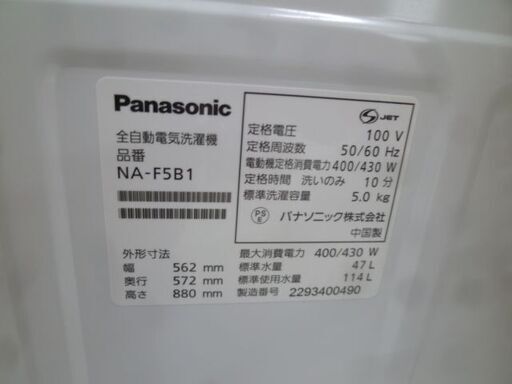 Panasonic
全自動電気洗濯機
品番
NA-F5B1
外形寸法
幅 562 mm
奥行 572 mm
高さ 880 mm
S JET
定格電圧 100 V
定格周波数 50/60 Hz
電動機定格消費電力 400/430 W
定格時間 洗いのみ 10 分
標準洗濯容量 5.0 kg
PS E パナソニック株式会社
中国製
最大消費電力 400/430 W
標準水量 47 L
標準使用水量 114 L
製造番号 2293400490